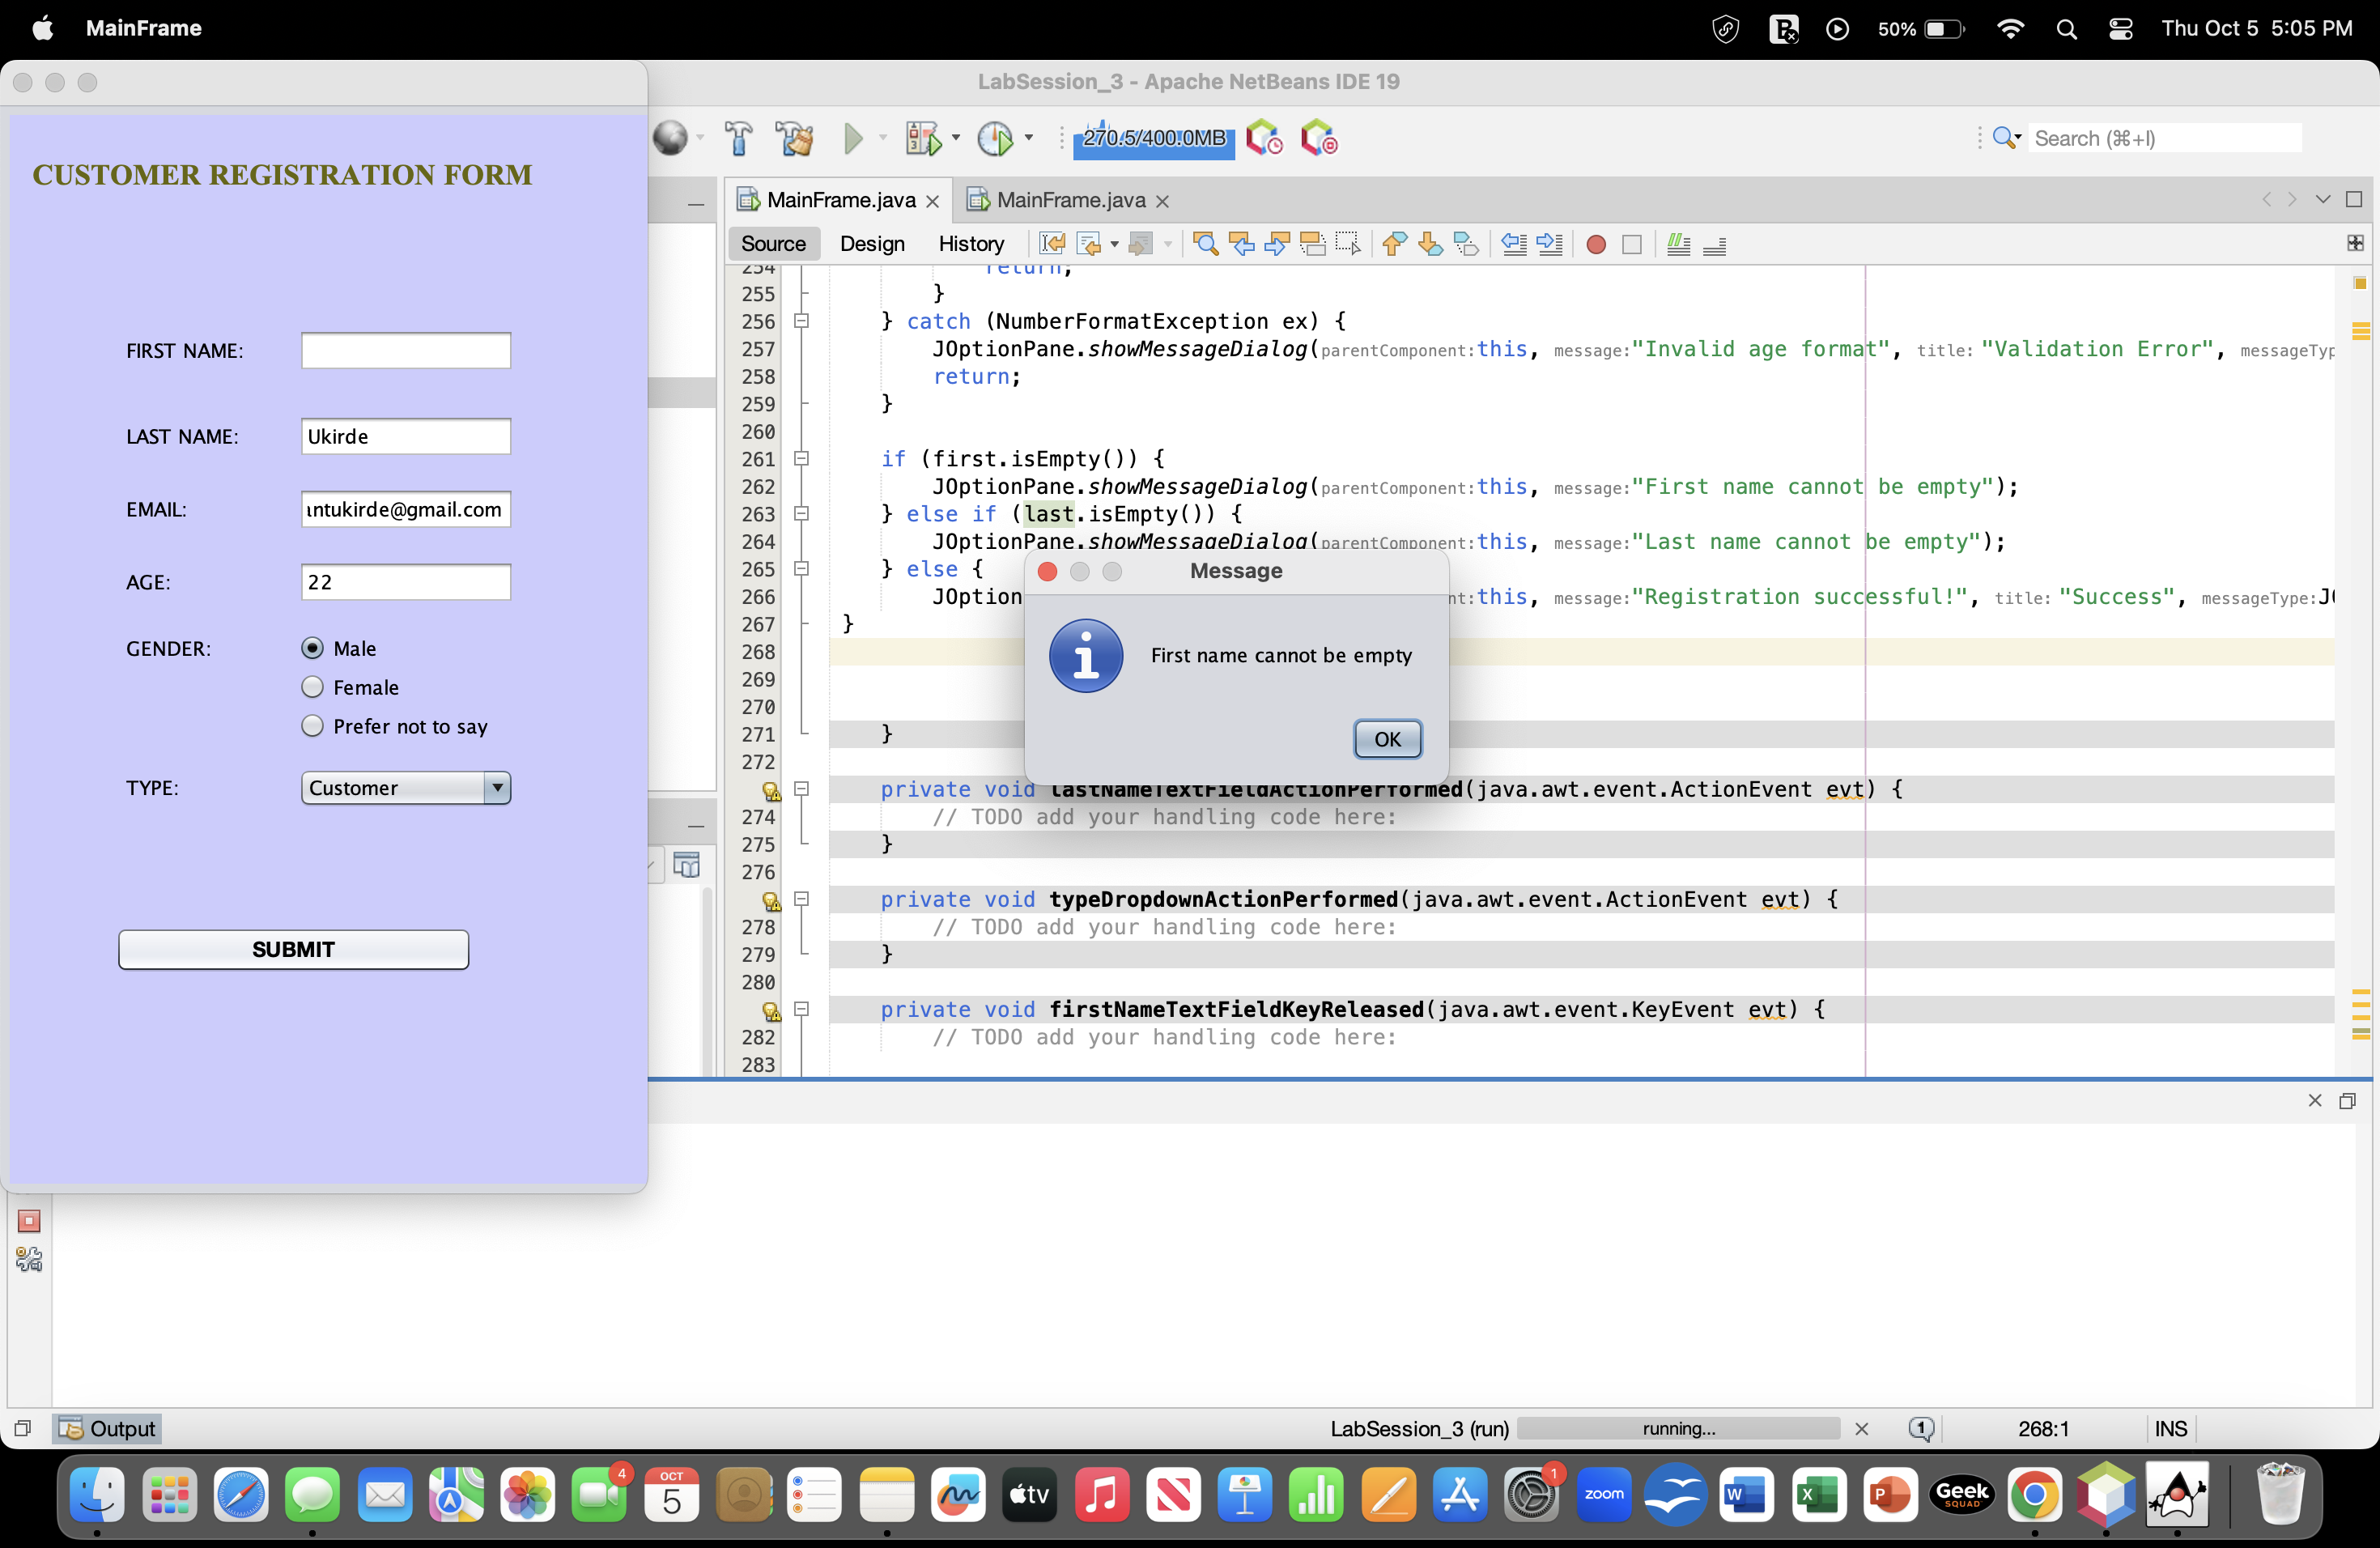 MainFrame
50%
Thu Oct 5 5:05 PM
LabSession_3 - Apache NetBeans IDE 19
270.5/400.0MB
Search (⌘+I)
MainFrame.java
MainFrame.java
Source
Design
History
CUSTOMER REGISTRATION FORM
FIRST NAME:
LAST NAME:
Ukirde
EMAIL:
ntukirde@gmail.com
AGE:
22
GENDER:
Male
Female
Prefer not to say
TYPE:
Customer
SUBMIT
254 return;
255 }
256 } catch (NumberFormatException ex) {
257 JOptionPane.showMessageDialog(parentComponent:this, message:"Invalid age format", title: "Validation Error", messageTyp
258 return;
259 }
260
261 if (first.isEmpty()) {
262 JOptionPane.showMessageDialog(parentComponent:this, message:"First name cannot be empty");
263 } else if (last.isEmpty()) {
264 JOptionPane.showMessageDialog(parentComponent:this, message:"Last name cannot be empty");
265 } else {
266 JOption nt:this, message:"Registration successful!", title: "Success", messageType:JO
267 }
268
269
270
271 }
272
private void lastNameTextFieldActionPerformed(java.awt.event.ActionEvent evt) {
274 // TODO add your handling code here:
275 }
276
private void typeDropdownActionPerformed(java.awt.event.ActionEvent evt) {
278 // TODO add your handling code here:
279 }
280
private void firstNameTextFieldKeyReleased(java.awt.event.KeyEvent evt) {
282 // TODO add your handling code here:
283
Message
First name cannot be empty
OK
Output
LabSession_3 (run)
running...
1
268:1
INS
4
OCT
5
tv
1
zoom
W
X
P
Geek
SQUAD